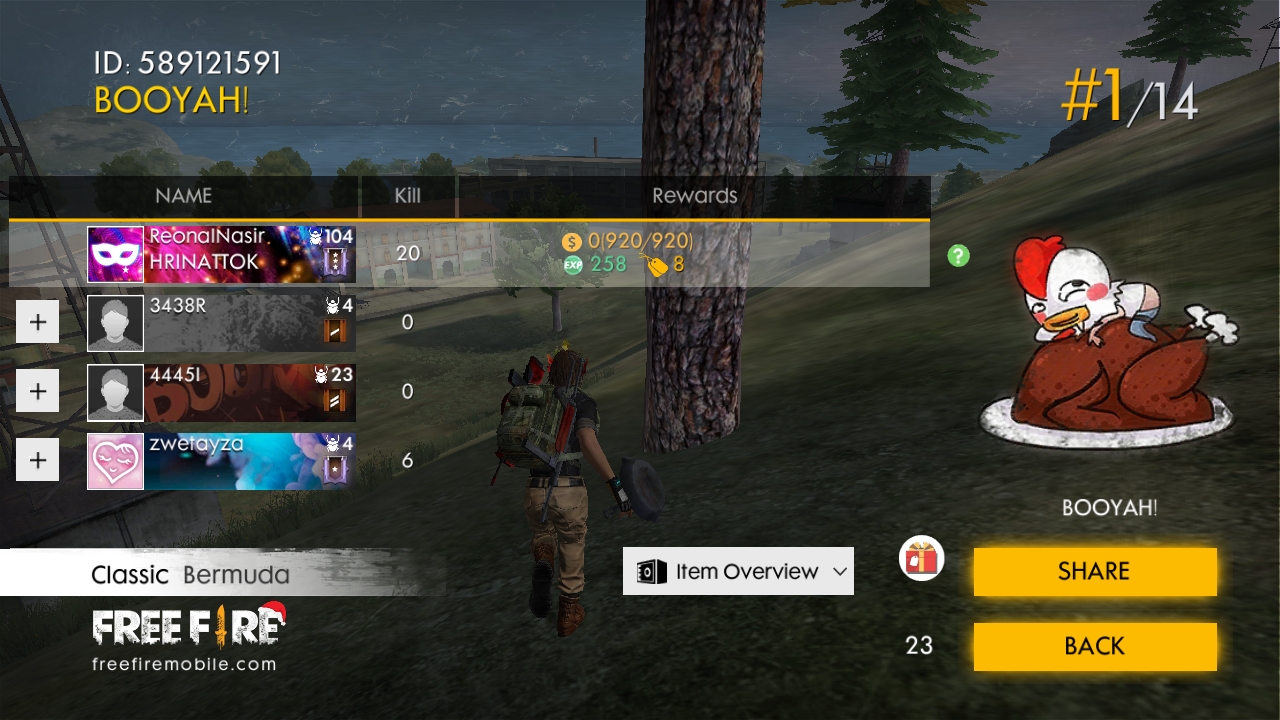 ID: 589121591
BOOYAH!
#1/14
NAME Kill Rewards
ReonalNasir. 104
HRINATTOK
20
$ 0(920/920)
EXP 258 8
?
+ 3438R 4
0
+ 4445I 23
0
BOOM
+ zwetayza 4
6
BOOYAH!
Classic Bermuda
Item Overview
SHARE
FREE FIRE
freefiremobile.com
23
BACK